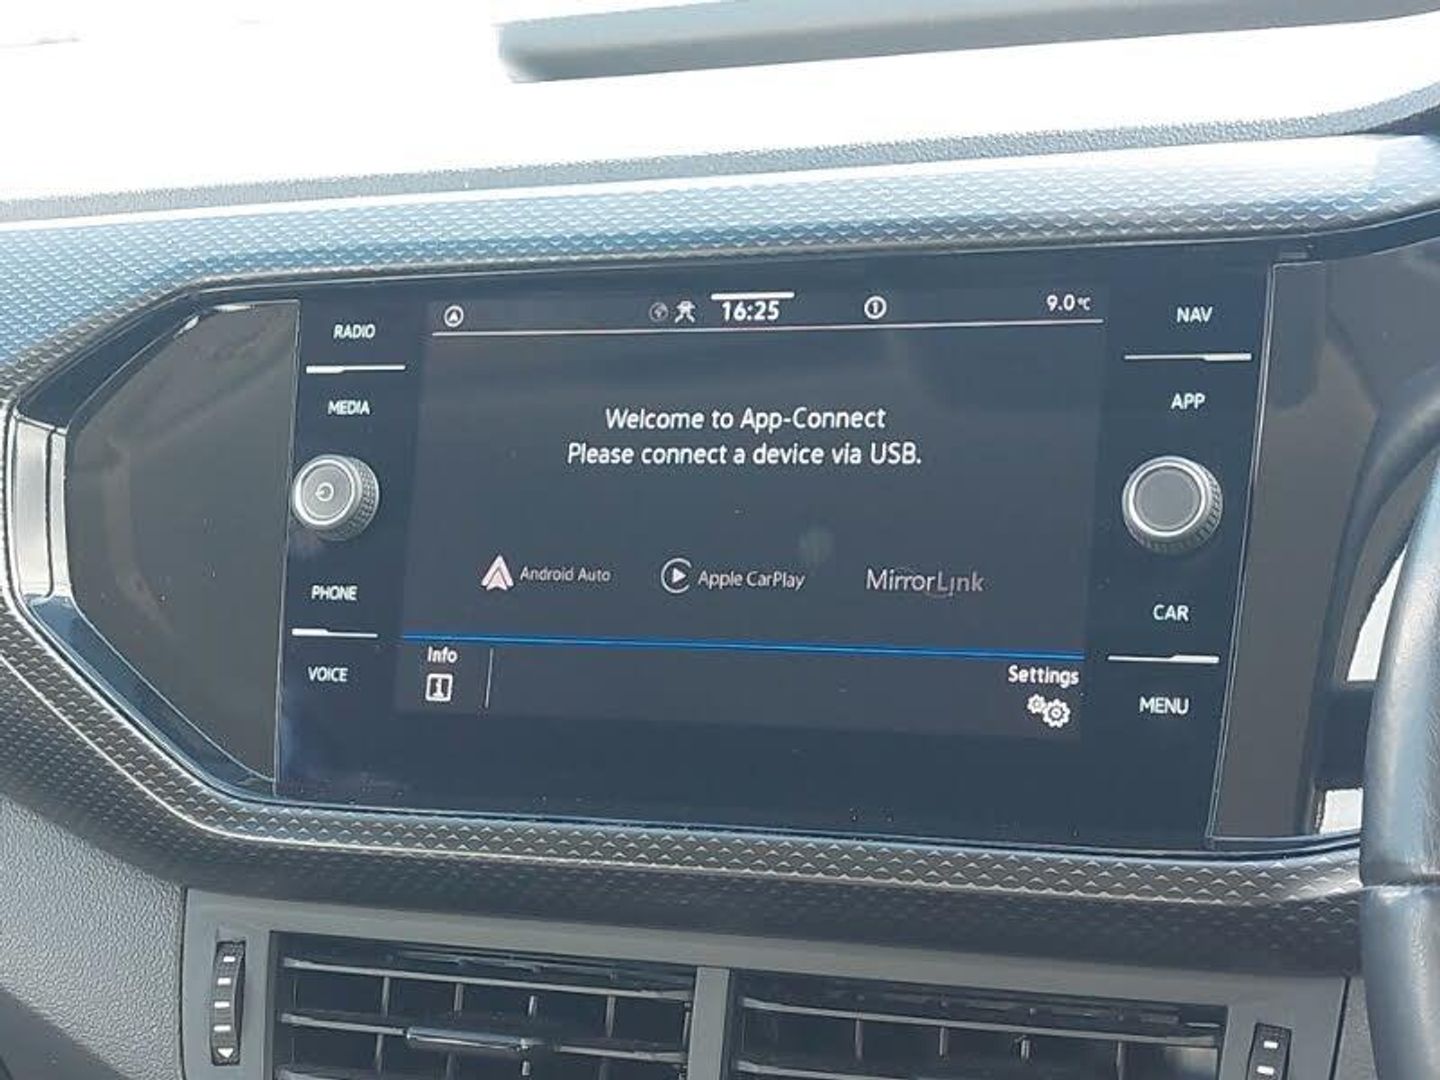 RADIO
MEDIA
PHONE
VOICE
16:25
1
9.0°C
Welcome to App-Connect
Please connect a device via USB.
Android Auto
Apple CarPlay
MirrorLink
Info
i
Settings
NAV
APP
CAR
MENU